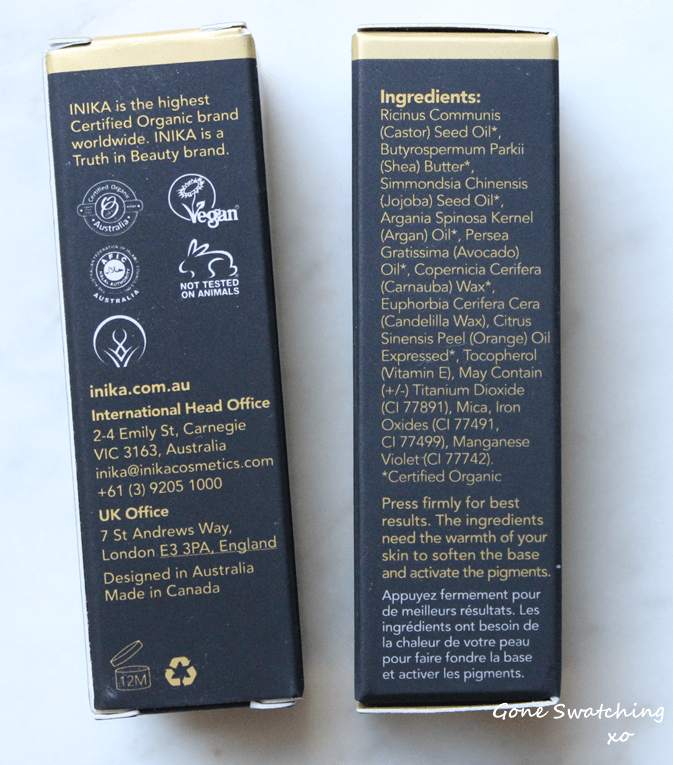 INIKA is the highest
Certified Organic brand
worldwide. INIKA is a
Truth in Beauty brand.
Certified Organic
Australia
Vegan
AFIC
HALAL AUTHORITY
AUSTRALIA
NOT TESTED
ON ANIMALS
inika.com.au
International Head Office
2-4 Emily St, Carnegie
VIC 3163, Australia
inika@inikacosmetics.com
+61 (3) 9205 1000
UK Office
7 St Andrews Way,
London E3 3PA, England
Designed in Australia
Made in Canada
12M
Ingredients:
Ricinus Communis
(Castor) Seed Oil*,
Butyrospermum Parkii
(Shea) Butter*,
Simmondsia Chinensis
(Jojoba) Seed Oil*,
Argania Spinosa Kernel
(Argan) Oil*, Persea
Gratissima (Avocado)
Oil*, Copernicia Cerifera
(Carnauba) Wax*,
Euphorbia Cerifera Cera
(Candelilla Wax), Citrus
Sinensis Peel (Orange) Oil
Expressed*, Tocopherol
(Vitamin E), May Contain
(+/-) Titanium Dioxide
(CI 77891), Mica, Iron
Oxides (CI 77491,
CI 77499), Manganese
Violet (CI 77742).
*Certified Organic
Press firmly for best
results. The ingredients
need the warmth of your
skin to soften the base
and activate the pigments.
Appuyez fermement pour
de meilleurs résultats. Les
ingrédients ont besoin de
la chaleur de votre peau
pour faire fondre la base
et activer les pigments.
Gone Swatching
xo